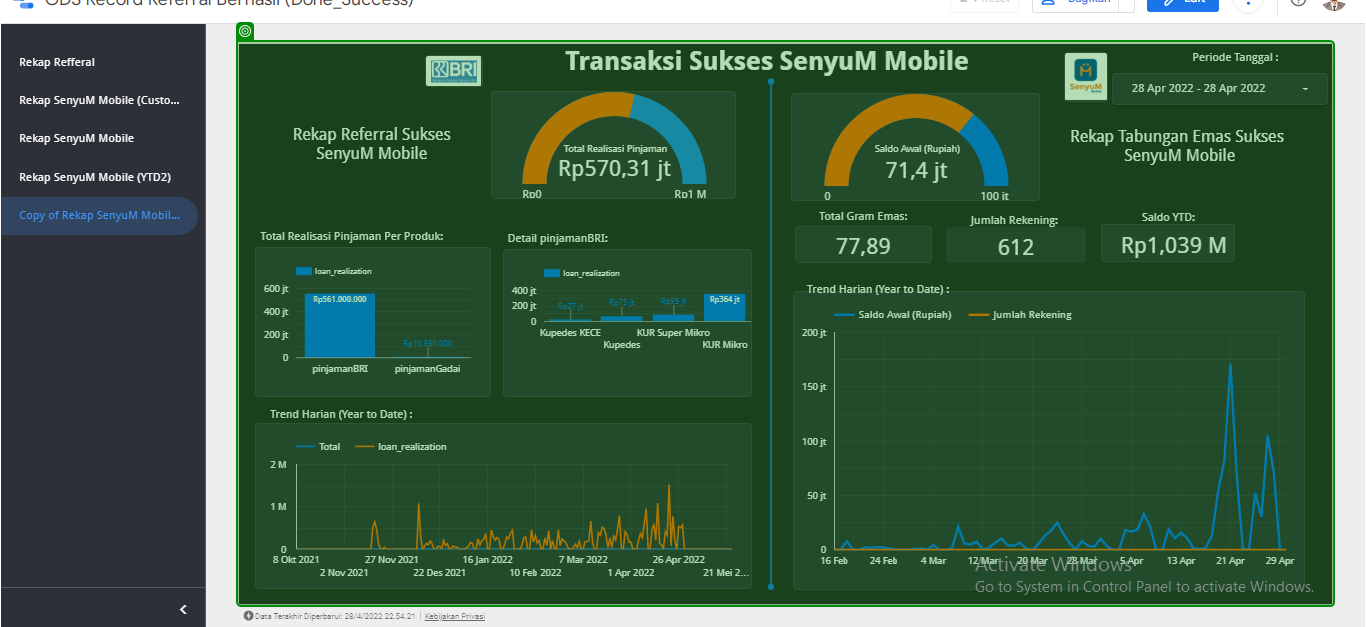 ODS Record Referral Berhasil (Done_Success)
Reset
Bagikan
Edit
Rekap Refferal
Rekap SenyuM Mobile (Custo...
Rekap SenyuM Mobile
Rekap SenyuM Mobile (YTD2)
Copy of Rekap SenyuM Mobil...
BRI
Transaksi Sukses SenyuM Mobile
SenyuM
Mobile
Periode Tanggal :
28 Apr 2022 - 28 Apr 2022
Rekap Referral Sukses
SenyuM Mobile
Total Realisasi Pinjaman
Rp570,31 jt
Rp0
Rp1 M
Saldo Awal (Rupiah)
71,4 jt
0
100 jt
Rekap Tabungan Emas Sukses
SenyuM Mobile
Total Gram Emas:
77,89
Jumlah Rekening:
612
Saldo YTD:
Rp1,039 M
Total Realisasi Pinjaman Per Produk:
loan_realization
600 jt
400 jt
200 jt
0
Rp561.000.000
Rp10.980.000
pinjamanBRI
pinjamanGadai
Detail pinjamanBRI:
loan_realization
400 jt
200 jt
0
Rp27 jt
Rp75 jt
Rp95 jt
Rp364 jt
Kupedes KECE
Kupedes
KUR Super Mikro
KUR Mikro
Trend Harian (Year to Date) :
Total
loan_realization
2 M
1 M
0
8 Okt 2021
2 Nov 2021
27 Nov 2021
22 Des 2021
16 Jan 2022
10 Feb 2022
7 Mar 2022
1 Apr 2022
26 Apr 2022
21 Mei 2...
Trend Harian (Year to Date) :
Saldo Awal (Rupiah)
Jumlah Rekening
200 jt
150 jt
100 jt
50 jt
0
16 Feb
24 Feb
4 Mar
12 Mar
20 Mar
28 Mar
5 Apr
13 Apr
21 Apr
29 Apr
Activate Windows
Go to System in Control Panel to activate Windows.
Data Terakhir Diperbarui: 28/4/2022 22.54.21
Kebijakan Privasi